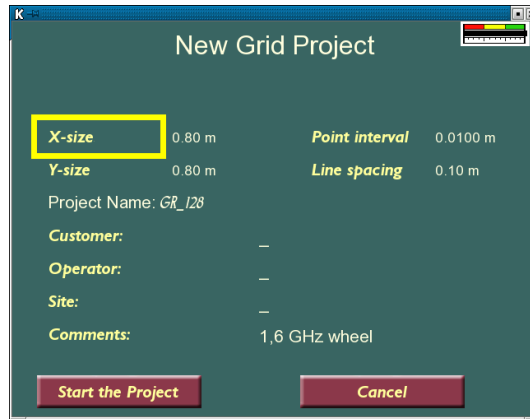 K
New Grid Project
X-size 0.80 m Point interval 0.0100 m
Y-size 0.80 m Line spacing 0.10 m
Project Name: GR_128
Customer: _
Operator: _
Site: _
Comments: 1,6 GHz wheel
Start the Project Cancel